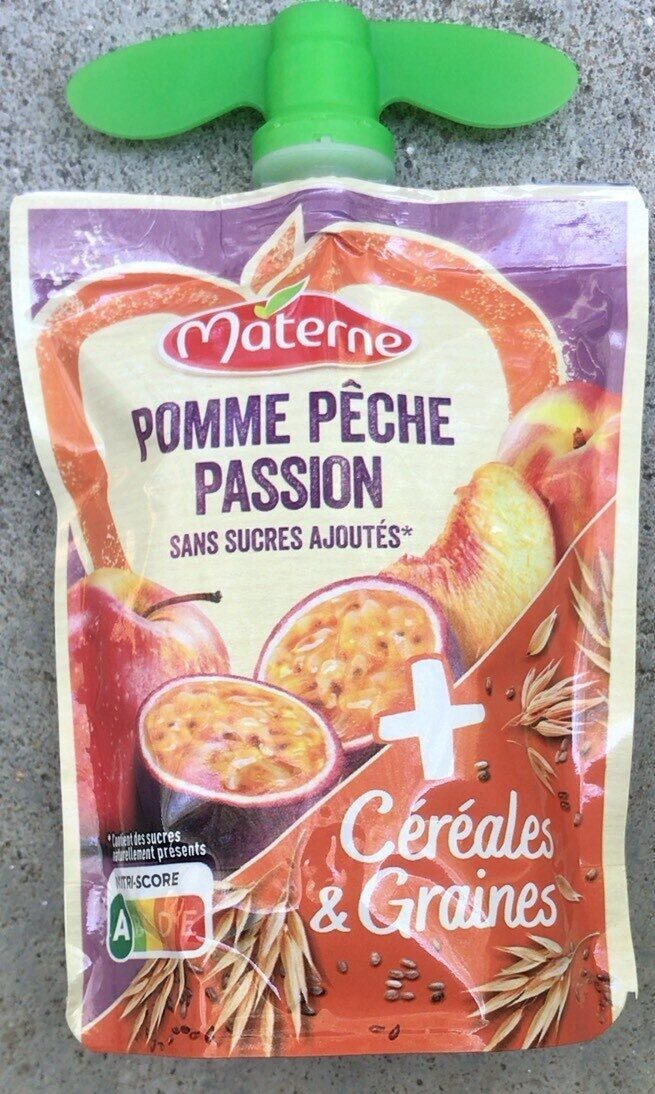 Materne
POMME PÊCHE
PASSION
SANS SUCRES AJOUTÉS*
+
Céréales
& Graines
*Contient des sucres
naturellement présents
NUTRI-SCORE
A D E